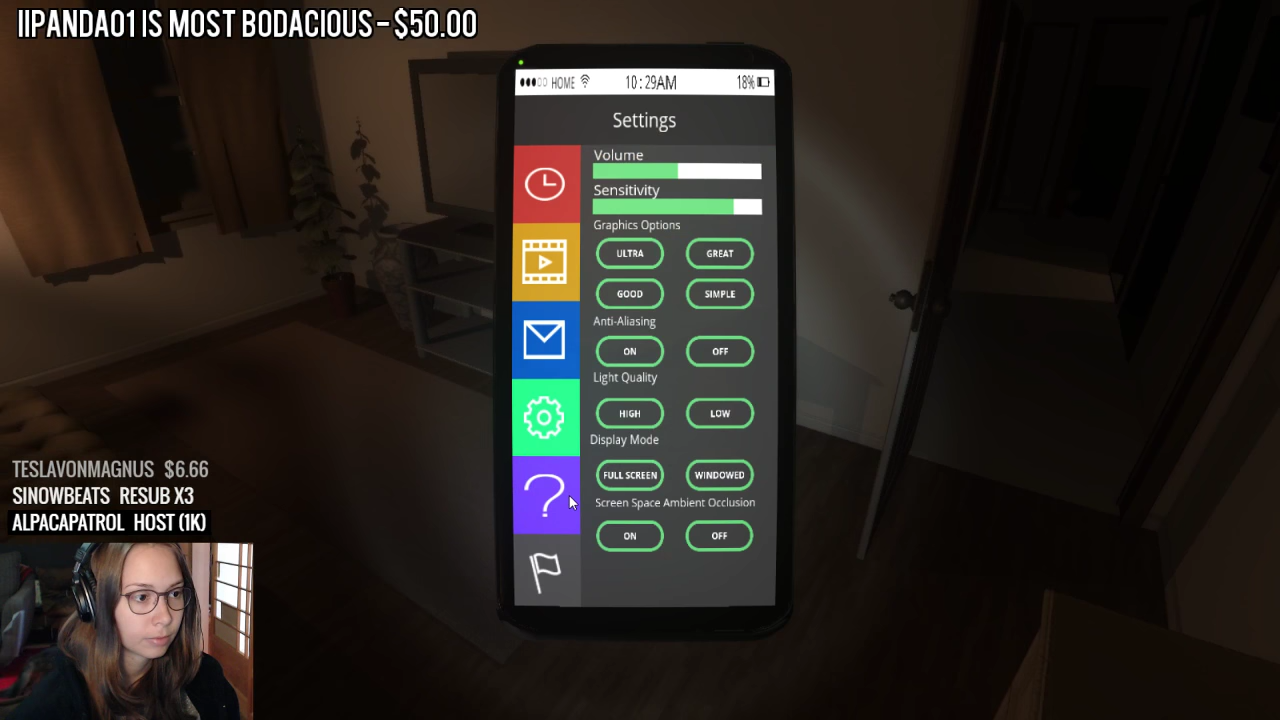 IIPANDA01 IS MOST BODACIOUS - $50.00
HOME 10:29AM 18%
Settings
Volume
Sensitivity
Graphics Options
ULTRA GREAT
GOOD SIMPLE
Anti-Aliasing
ON OFF
Light Quality
HIGH LOW
Display Mode
FULL SCREEN WINDOWED
Screen Space Ambient Occlusion
ON OFF
TESLAVONMAGNUS $6.66
SINOWBEATS RESUB X3
ALPACAPATROL HOST (1K)